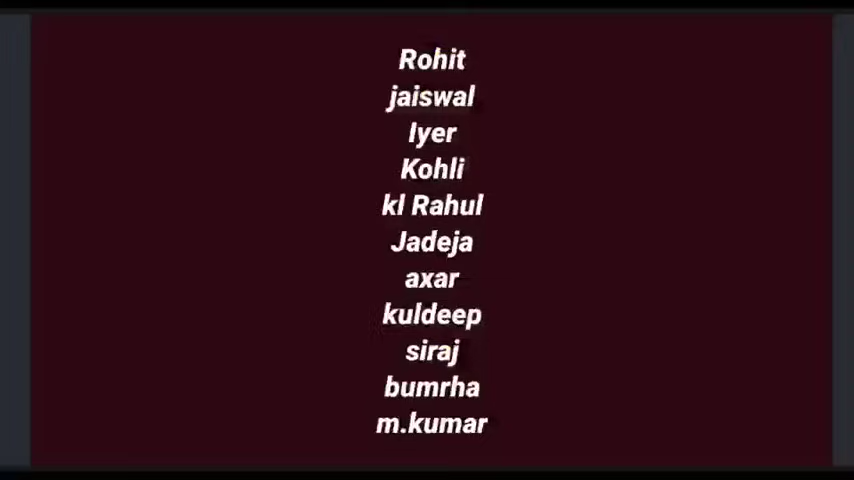 Rohit
jaiswal
Iyer
Kohli
kl Rahul
Jadeja
axar
kuldeep
siraj
bumrha
m.kumar